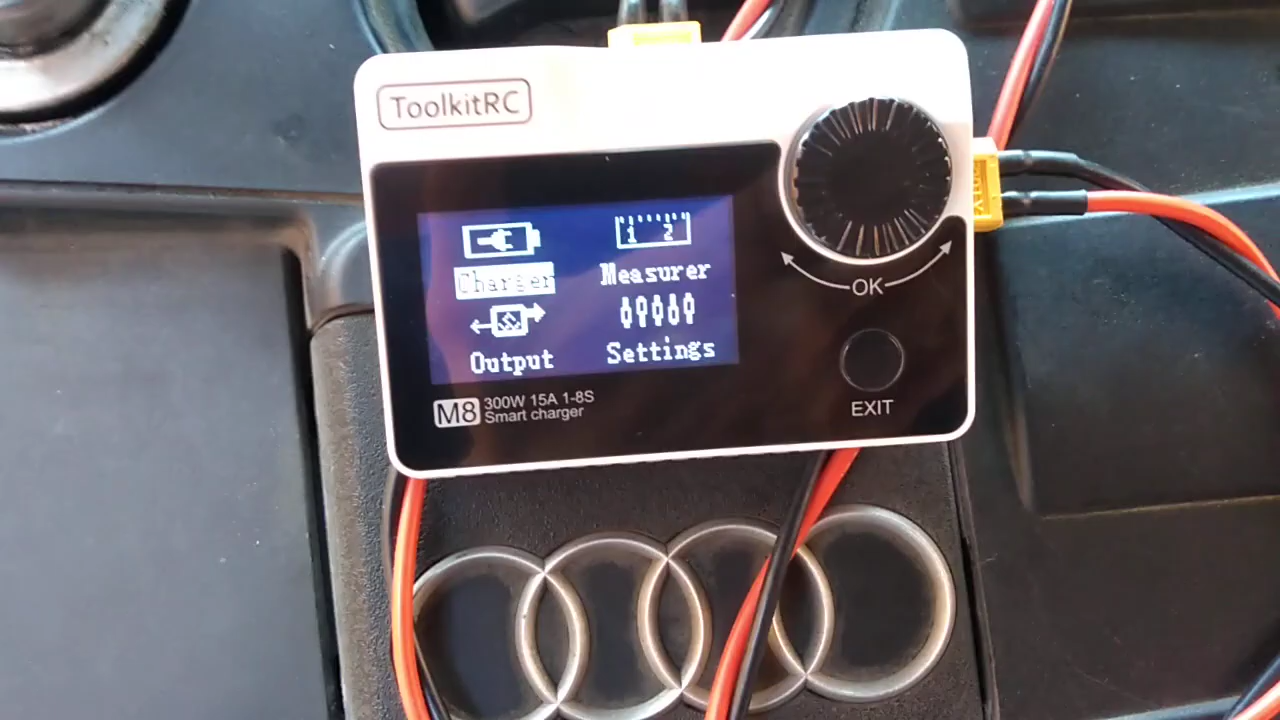 ToolkitRC
Charger
Measurer
1 2
Output
Settings
OK
M8 300W 15A 1-8S
Smart charger
EXIT